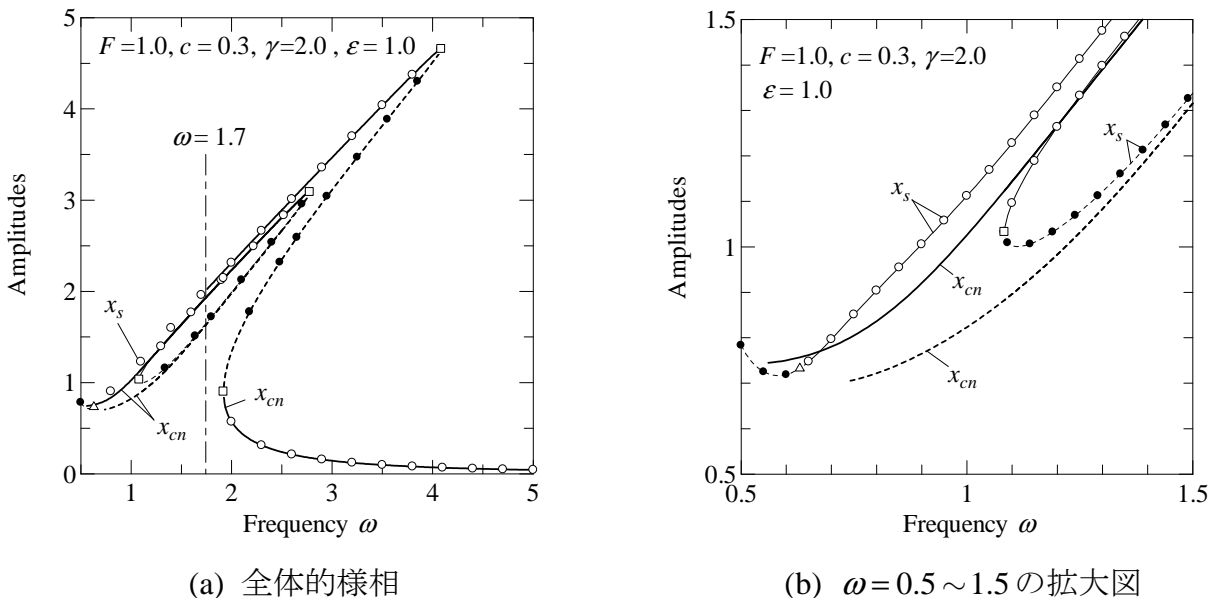 5
4
3
2
1
0
Amplitudes
F =1.0, c = 0.3, γ=2.0 , ε = 1.0
ω = 1.7
x_s
x_cn
x_cn
1 2 3 4 5
Frequency ω
(a) 全体的様相
1.5
1
0.5
Amplitudes
F =1.0, c = 0.3, γ=2.0
ε = 1.0
x_s
x_s
x_cn
x_cn
0.5 1 1.5
Frequency ω
(b) ω = 0.5 ~ 1.5 の拡大図